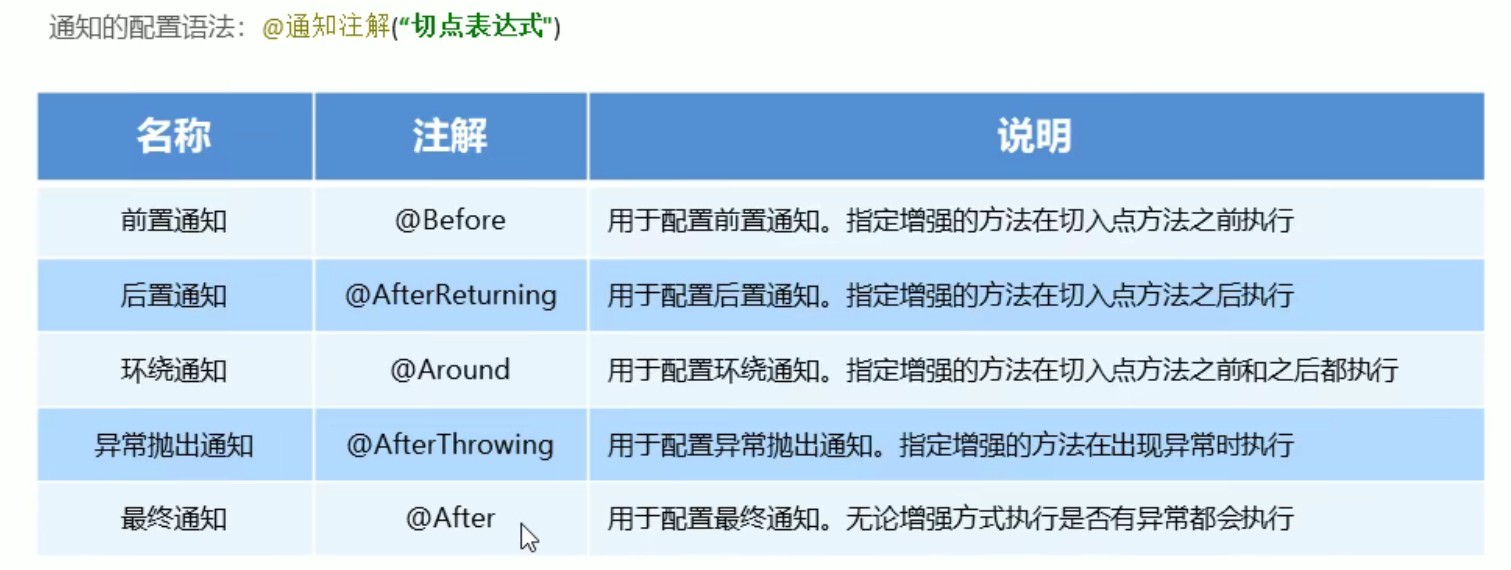 通知的配置语法：@通知注解(“切点表达式")
名称 注解 说明
前置通知 @Before 用于配置前置通知。指定增强的方法在切入点方法之前执行
后置通知 @AfterReturning 用于配置后置通知。指定增强的方法在切入点方法之后执行
环绕通知 @Around 用于配置环绕通知。指定增强的方法在切入点方法之前和之后都执行
异常抛出通知 @AfterThrowing 用于配置异常抛出通知。指定增强的方法在出现异常时执行
最终通知 @After 用于配置最终通知。无论增强方式执行是否有异常都会执行